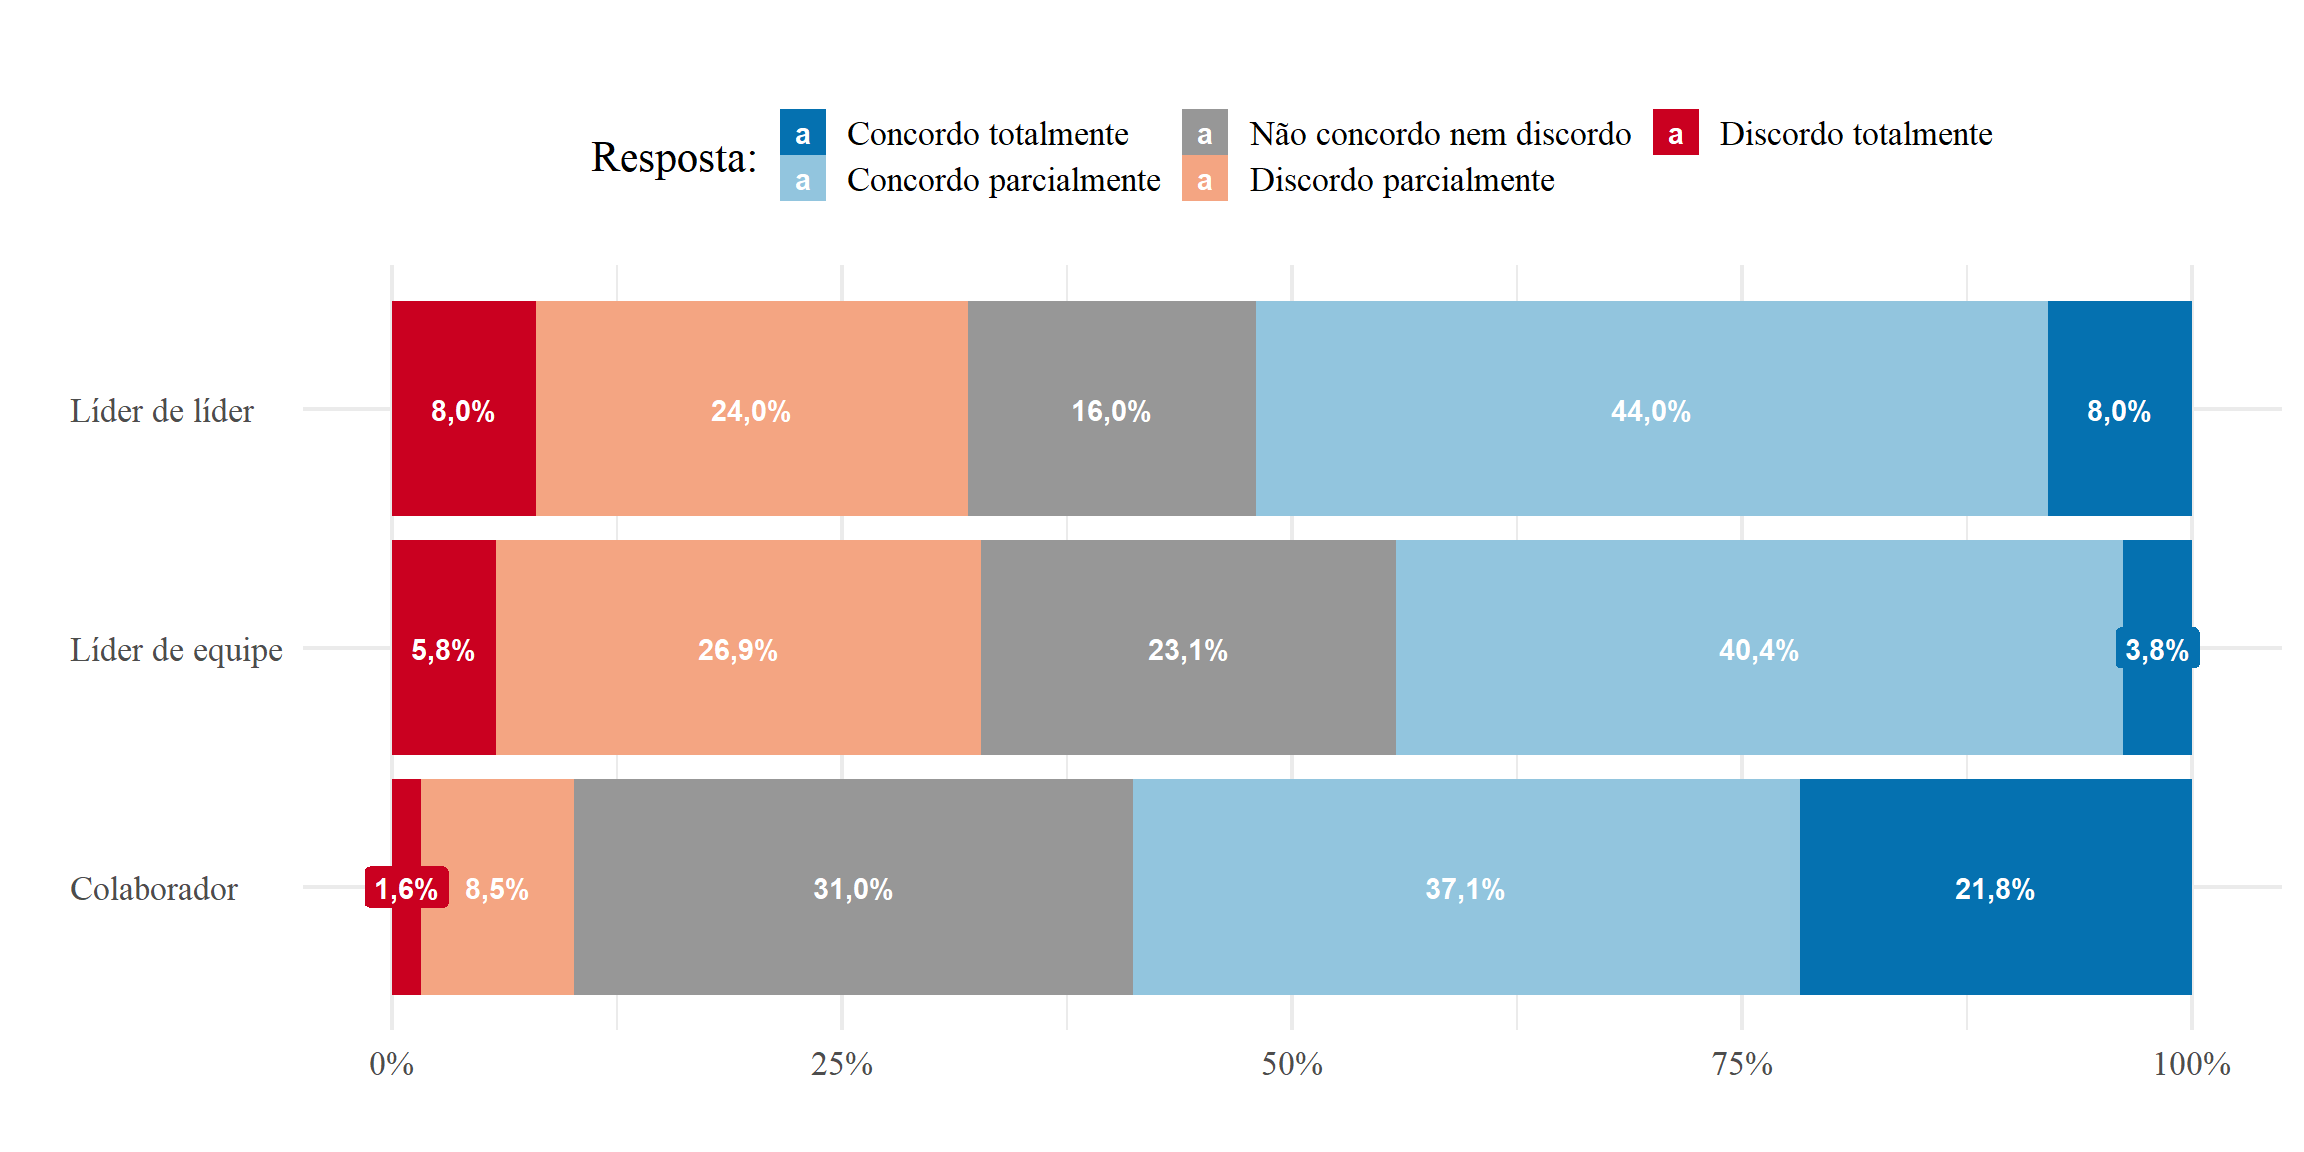 Resposta:
a Concordo totalmente a Não concordo nem discordo a Discordo totalmente
a Concordo parcialmente a Discordo parcialmente
Líder de líder 8,0% 24,0% 16,0% 44,0% 8,0%
Líder de equipe 5,8% 26,9% 23,1% 40,4% 3,8%
Colaborador 1,6% 8,5% 31,0% 37,1% 21,8%
0% 25% 50% 75% 100%